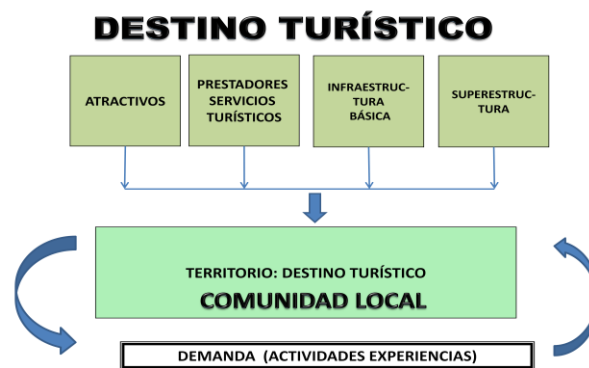 DESTINO TURÍSTICO
ATRACTIVOS
PRESTADORES
SERVICIOS
TURÍSTICOS
INFRAESTRUC-
TURA
BÁSICA
SUPERESTRUC-
TURA
TERRITORIO: DESTINO TURÍSTICO
COMUNIDAD LOCAL
DEMANDA (ACTIVIDADES EXPERIENCIAS)